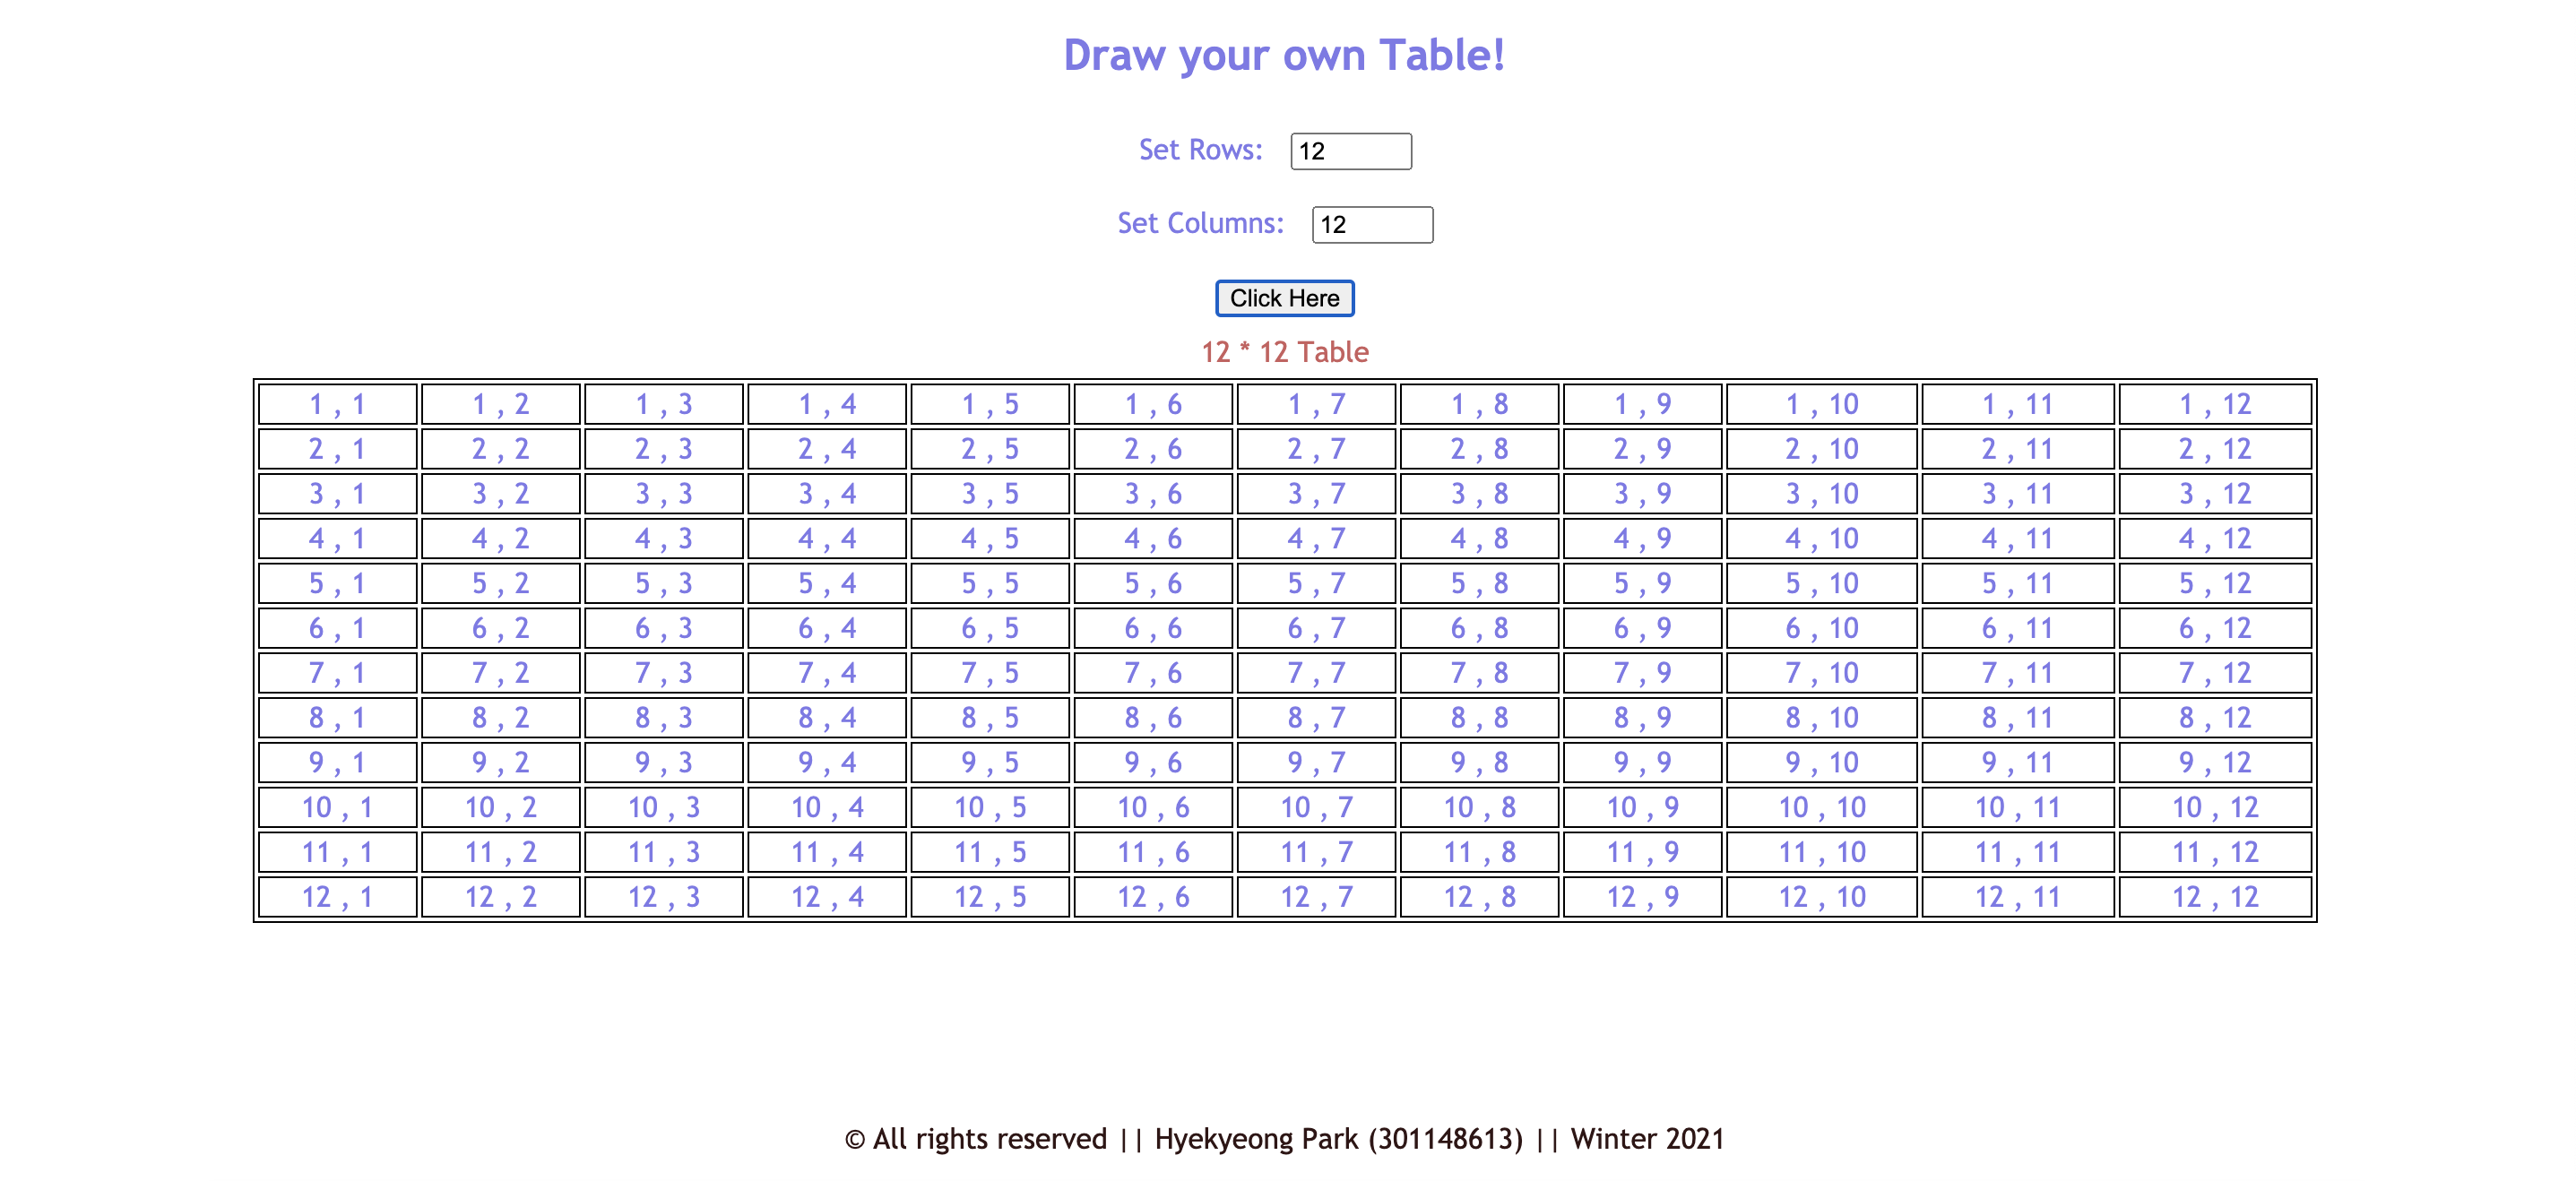 Draw your own Table!
Set Rows: 12
Set Columns: 12
Click Here
12 * 12 Table
1 , 1 1 , 2 1 , 3 1 , 4 1 , 5 1 , 6 1 , 7 1 , 8 1 , 9 1 , 10 1 , 11 1 , 12
2 , 1 2 , 2 2 , 3 2 , 4 2 , 5 2 , 6 2 , 7 2 , 8 2 , 9 2 , 10 2 , 11 2 , 12
3 , 1 3 , 2 3 , 3 3 , 4 3 , 5 3 , 6 3 , 7 3 , 8 3 , 9 3 , 10 3 , 11 3 , 12
4 , 1 4 , 2 4 , 3 4 , 4 4 , 5 4 , 6 4 , 7 4 , 8 4 , 9 4 , 10 4 , 11 4 , 12
5 , 1 5 , 2 5 , 3 5 , 4 5 , 5 5 , 6 5 , 7 5 , 8 5 , 9 5 , 10 5 , 11 5 , 12
6 , 1 6 , 2 6 , 3 6 , 4 6 , 5 6 , 6 6 , 7 6 , 8 6 , 9 6 , 10 6 , 11 6 , 12
7 , 1 7 , 2 7 , 3 7 , 4 7 , 5 7 , 6 7 , 7 7 , 8 7 , 9 7 , 10 7 , 11 7 , 12
8 , 1 8 , 2 8 , 3 8 , 4 8 , 5 8 , 6 8 , 7 8 , 8 8 , 9 8 , 10 8 , 11 8 , 12
9 , 1 9 , 2 9 , 3 9 , 4 9 , 5 9 , 6 9 , 7 9 , 8 9 , 9 9 , 10 9 , 11 9 , 12
10 , 1 10 , 2 10 , 3 10 , 4 10 , 5 10 , 6 10 , 7 10 , 8 10 , 9 10 , 10 10 , 11 10 , 12
11 , 1 11 , 2 11 , 3 11 , 4 11 , 5 11 , 6 11 , 7 11 , 8 11 , 9 11 , 10 11 , 11 11 , 12
12 , 1 12 , 2 12 , 3 12 , 4 12 , 5 12 , 6 12 , 7 12 , 8 12 , 9 12 , 10 12 , 11 12 , 12
© All rights reserved || Hyekyeong Park (301148613) || Winter 2021